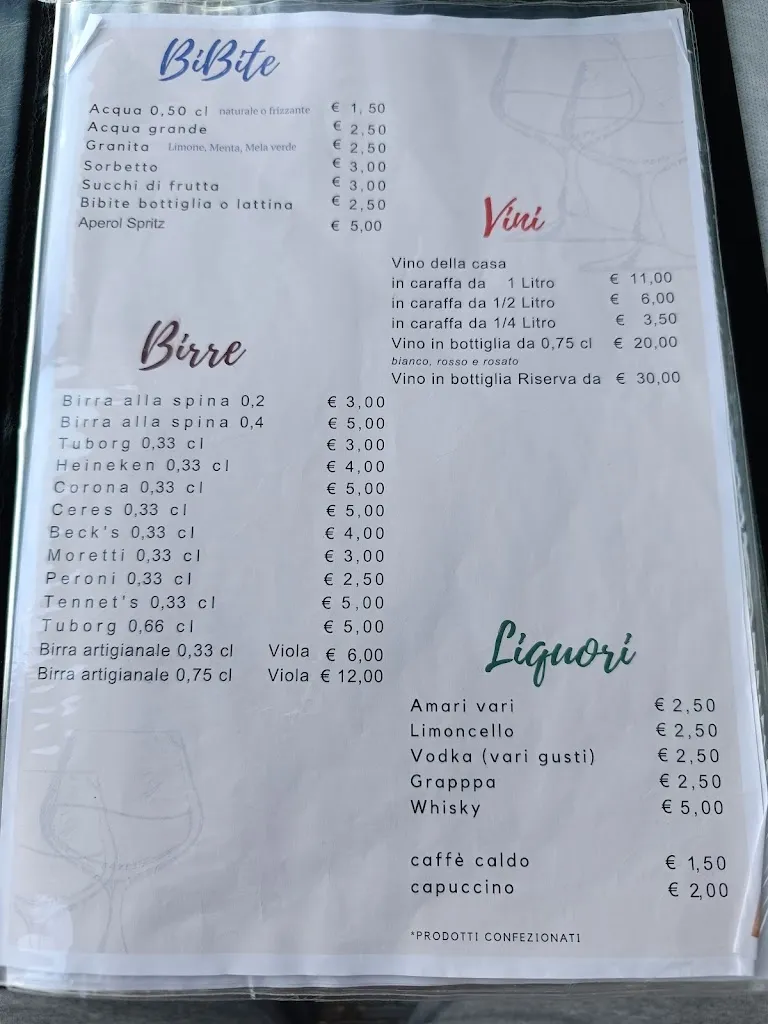 BiBite
Acqua 0,50 cl naturale o frizzante € 1, 50
Acqua grande € 2,50
Granita Limone, Menta, Mela verde € 2,50
Sorbetto € 3,00
Succhi di frutta € 3,00
Bibite bottiglia o lattina € 2,50
Aperol Spritz € 5,00
Vini
Vino della casa
in caraffa da 1 Litro € 11,00
in caraffa da 1/2 Litro € 6,00
in caraffa da 1/4 Litro € 3,50
Vino in bottiglia da 0,75 cl € 20,00
bianco, rosso e rosato
Vino in bottiglia Riserva da € 30,00
Birre
Birra alla spina 0,2 € 3,00
Birra alla spina 0,4 € 5,00
Tuborg 0,33 cl € 3,00
Heineken 0,33 cl € 4,00
Corona 0,33 cl € 5,00
Ceres 0,33 cl € 5,00
Beck's 0,33 cl € 4,00
Moretti 0,33 cl € 3,00
Peroni 0,33 cl € 2,50
Tennet's 0,33 cl € 5,00
Tuborg 0,66 cl € 5,00
Birra artigianale 0,33 cl Viola € 6,00
Birra artigianale 0,75 cl Viola € 12,00
Liquori
Amari vari € 2,50
Limoncello € 2,50
Vodka (vari gusti) € 2,50
Grapppa € 2,50
Whisky € 5,00
caffè caldo € 1,50
capuccino € 2,00
*PRODOTTI CONFEZIONATI